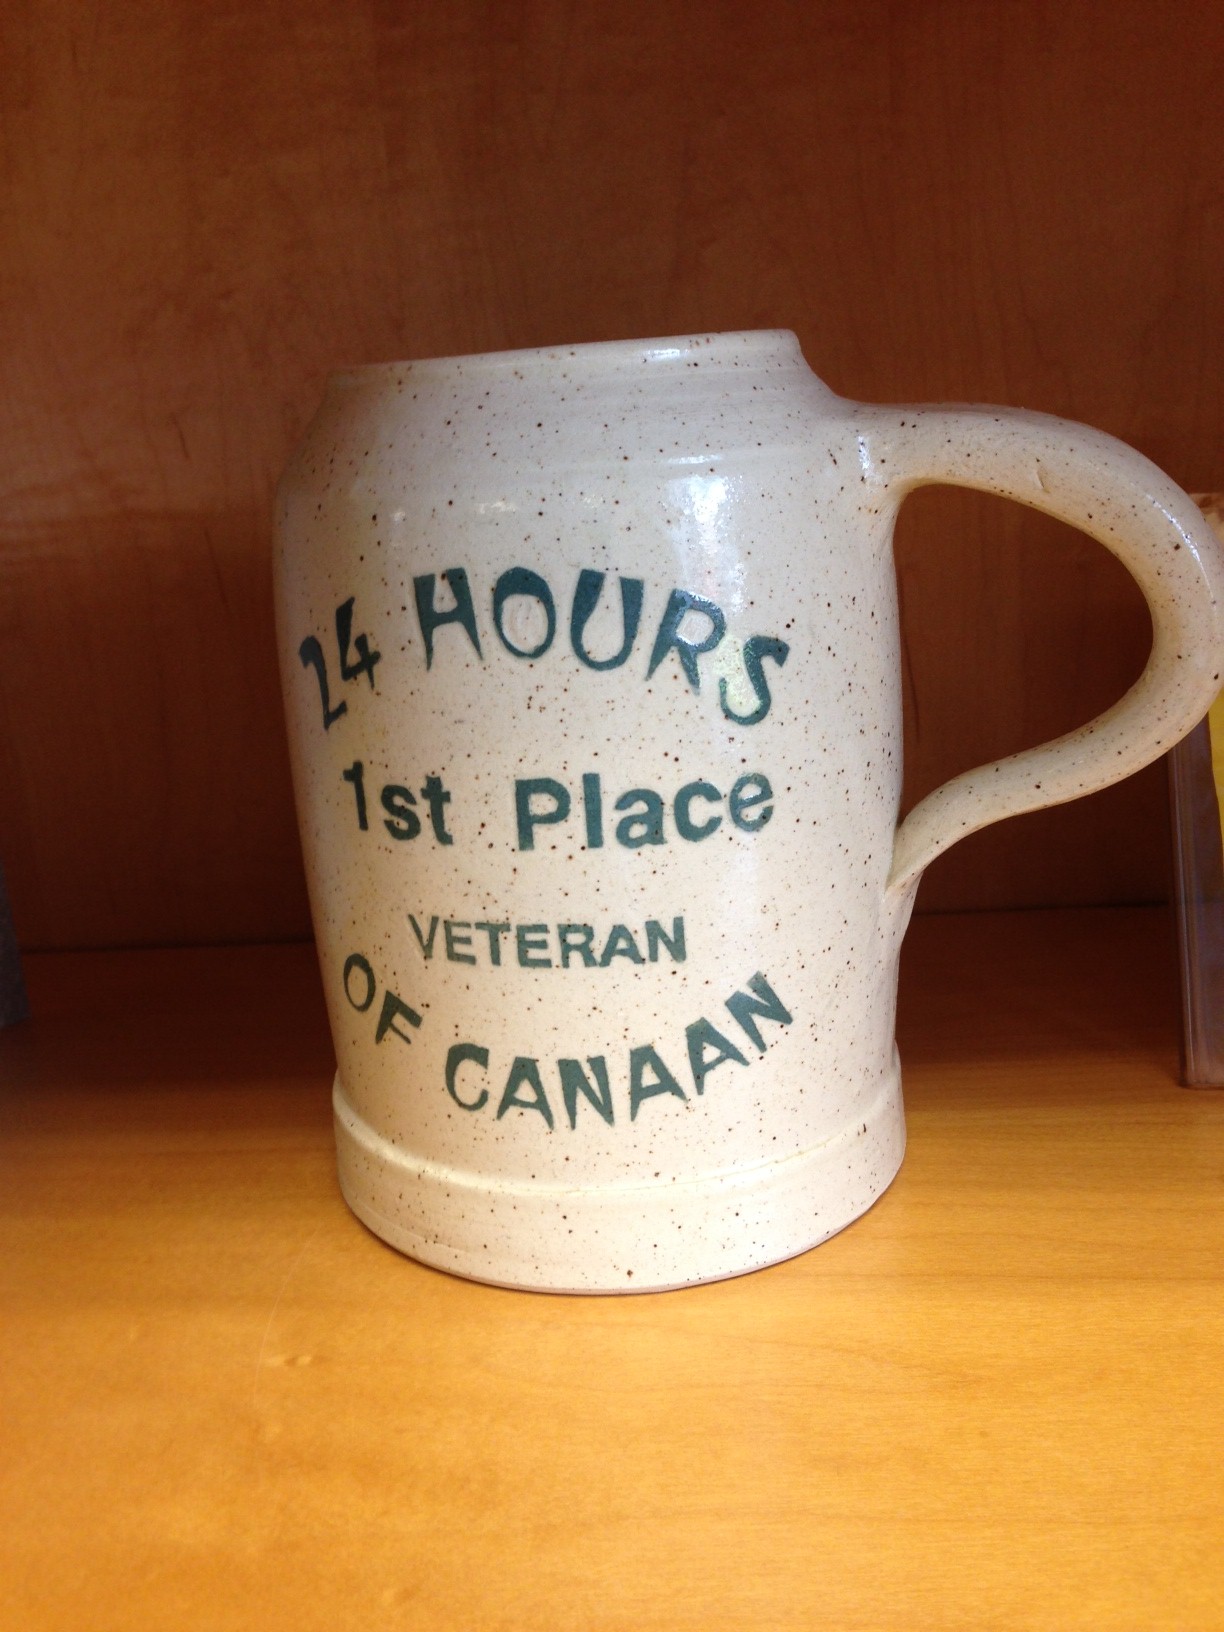 24 HOURS
1st Place
VETERAN
OF CANAAN